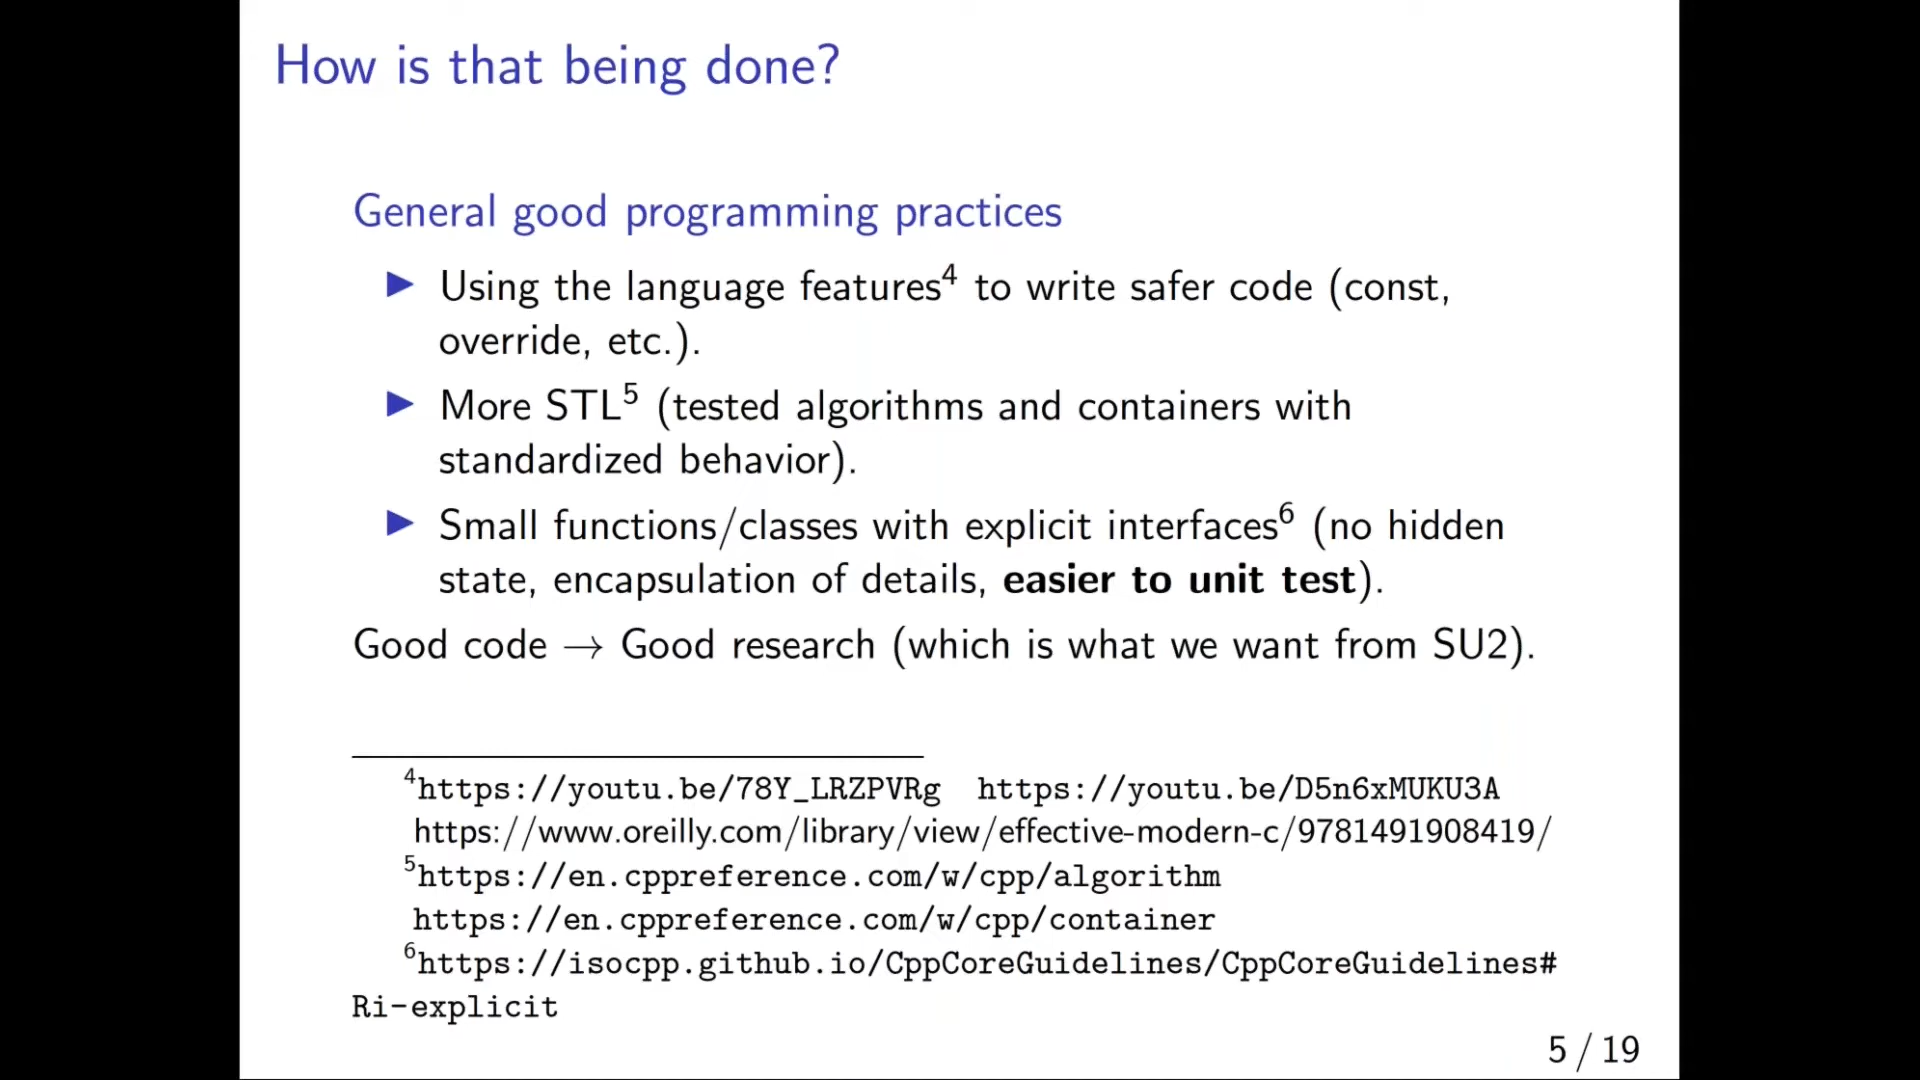 How is that being done?
General good programming practices
▶ Using the language features⁴ to write safer code (const,
override, etc.).
▶ More STL⁵ (tested algorithms and containers with
standardized behavior).
▶ Small functions/classes with explicit interfaces⁶ (no hidden
state, encapsulation of details, easier to unit test).
Good code → Good research (which is what we want from SU2).
⁴https://youtu.be/78Y_LRZPVRg https://youtu.be/D5n6xMUKU3A
https://www.oreilly.com/library/view/effective-modern-c/9781491908419/
⁵https://en.cppreference.com/w/cpp/algorithm
https://en.cppreference.com/w/cpp/container
⁶https://isocpp.github.io/CppCoreGuidelines/CppCoreGuidelines#
Ri-explicit
5 / 19